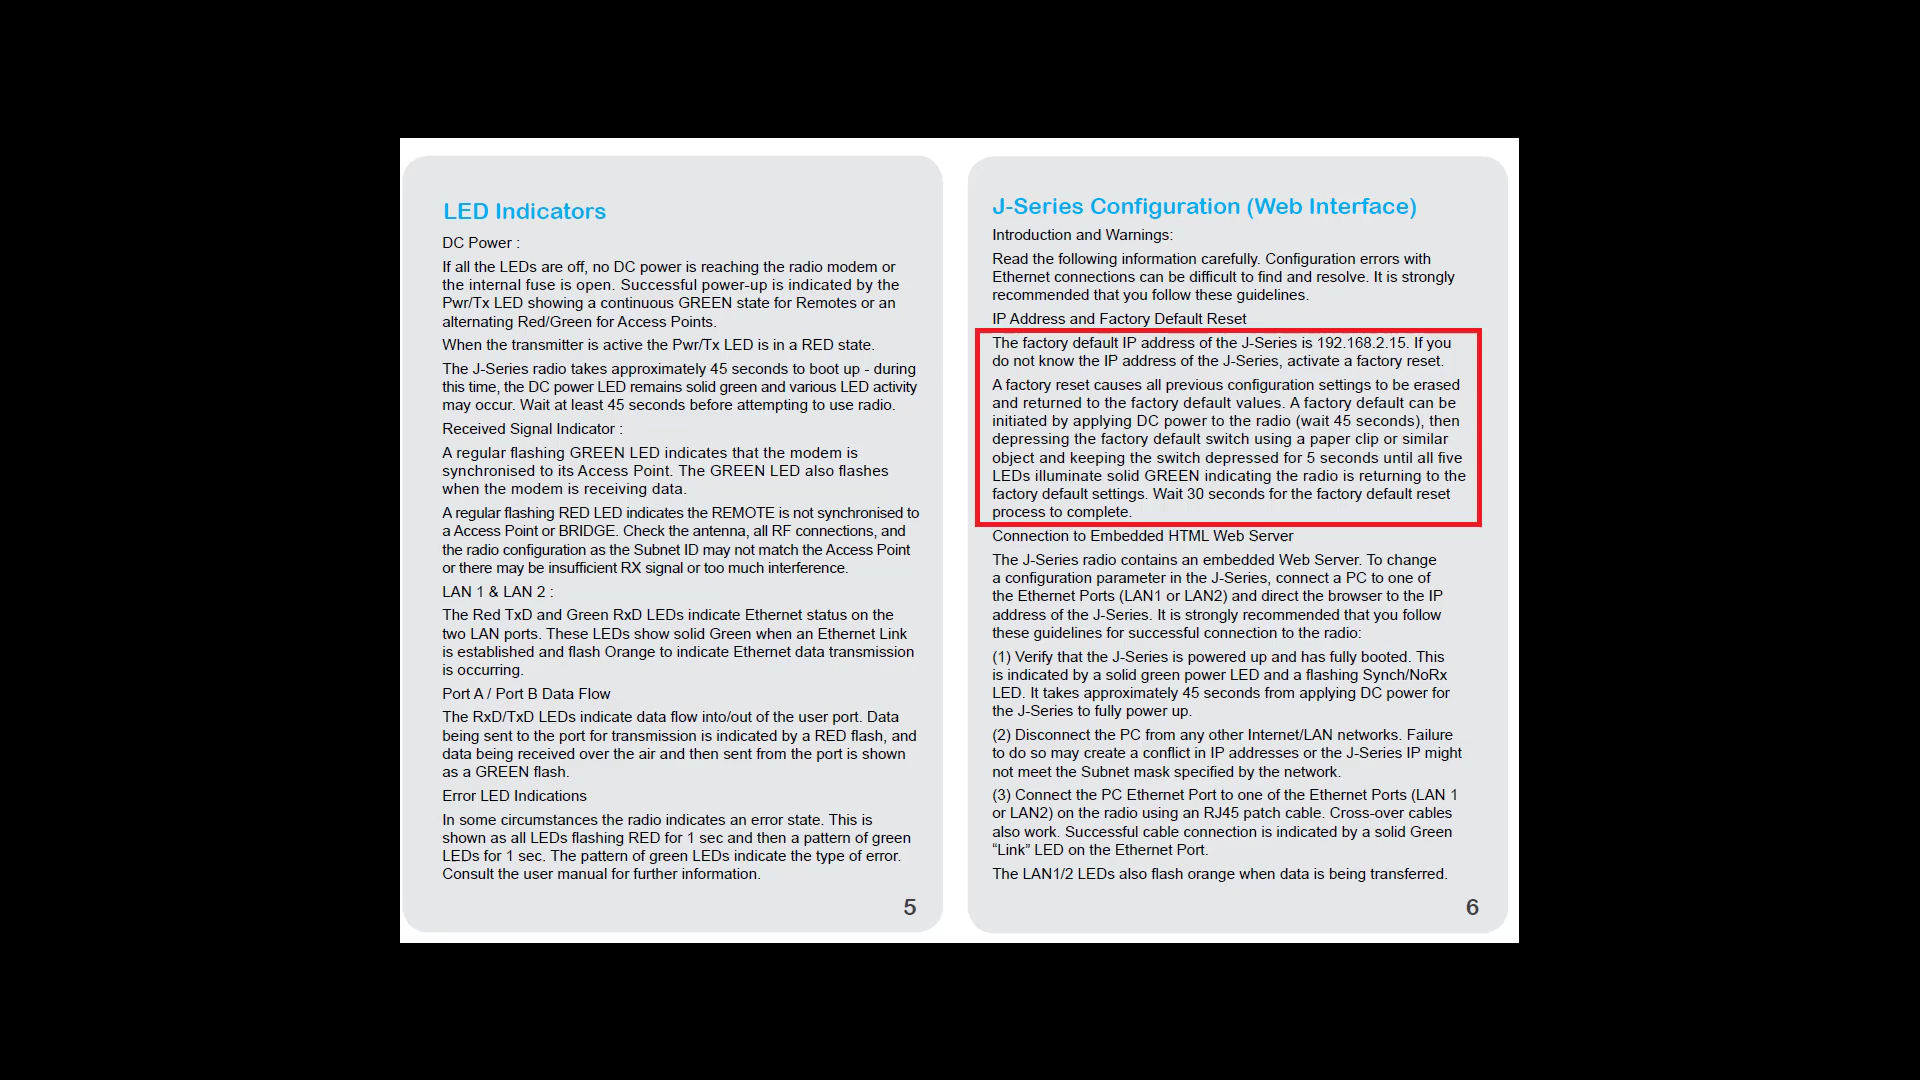 LED Indicators
DC Power :
If all the LEDs are off, no DC power is reaching the radio modem or
the internal fuse is open. Successful power-up is indicated by the
Pwr/Tx LED showing a continuous GREEN state for Remotes or an
alternating Red/Green for Access Points.
When the transmitter is active the Pwr/Tx LED is in a RED state.
The J-Series radio takes approximately 45 seconds to boot up - during
this time, the DC power LED remains solid green and various LED activity
may occur. Wait at least 45 seconds before attempting to use radio.
Received Signal Indicator :
A regular flashing GREEN LED indicates that the modem is
synchronised to its Access Point. The GREEN LED also flashes
when the modem is receiving data.
A regular flashing RED LED indicates the REMOTE is not synchronised to
a Access Point or BRIDGE. Check the antenna, all RF connections, and
the radio configuration as the Subnet ID may not match the Access Point
or there may be insufficient RX signal or too much interference.
LAN 1 & LAN 2 :
The Red TxD and Green RxD LEDs indicate Ethernet status on the
two LAN ports. These LEDs show solid Green when an Ethernet Link
is established and flash Orange to indicate Ethernet data transmission
is occurring.
Port A / Port B Data Flow
The RxD/TxD LEDs indicate data flow into/out of the user port. Data
being sent to the port for transmission is indicated by a RED flash, and
data being received over the air and then sent from the port is shown
as a GREEN flash.
Error LED Indications
In some circumstances the radio indicates an error state. This is
shown as all LEDs flashing RED for 1 sec and then a pattern of green
LEDs for 1 sec. The pattern of green LEDs indicate the type of error.
Consult the user manual for further information.
5
J-Series Configuration (Web Interface)
Introduction and Warnings:
Read the following information carefully. Configuration errors with
Ethernet connections can be difficult to find and resolve. It is strongly
recommended that you follow these guidelines.
IP Address and Factory Default Reset
The factory default IP address of the J-Series is 192.168.2.15. If you
do not know the IP address of the J-Series, activate a factory reset.
A factory reset causes all previous configuration settings to be erased
and returned to the factory default values. A factory default can be
initiated by applying DC power to the radio (wait 45 seconds), then
depressing the factory default switch using a paper clip or similar
object and keeping the switch depressed for 5 seconds until all five
LEDs illuminate solid GREEN indicating the radio is returning to the
factory default settings. Wait 30 seconds for the factory default reset
process to complete.
Connection to Embedded HTML Web Server
The J-Series radio contains an embedded Web Server. To change
a configuration parameter in the J-Series, connect a PC to one of
the Ethernet Ports (LAN1 or LAN2) and direct the browser to the IP
address of the J-Series. It is strongly recommended that you follow
these guidelines for successful connection to the radio:
(1) Verify that the J-Series is powered up and has fully booted. This
is indicated by a solid green power LED and a flashing Synch/NoRx
LED. It takes approximately 45 seconds from applying DC power for
the J-Series to fully power up.
(2) Disconnect the PC from any other Internet/LAN networks. Failure
to do so may create a conflict in IP addresses or the J-Series IP might
not meet the Subnet mask specified by the network.
(3) Connect the PC Ethernet Port to one of the Ethernet Ports (LAN 1
or LAN2) on the radio using an RJ45 patch cable. Cross-over cables
also work. Successful cable connection is indicated by a solid Green
“Link” LED on the Ethernet Port.
The LAN1/2 LEDs also flash orange when data is being transferred.
6